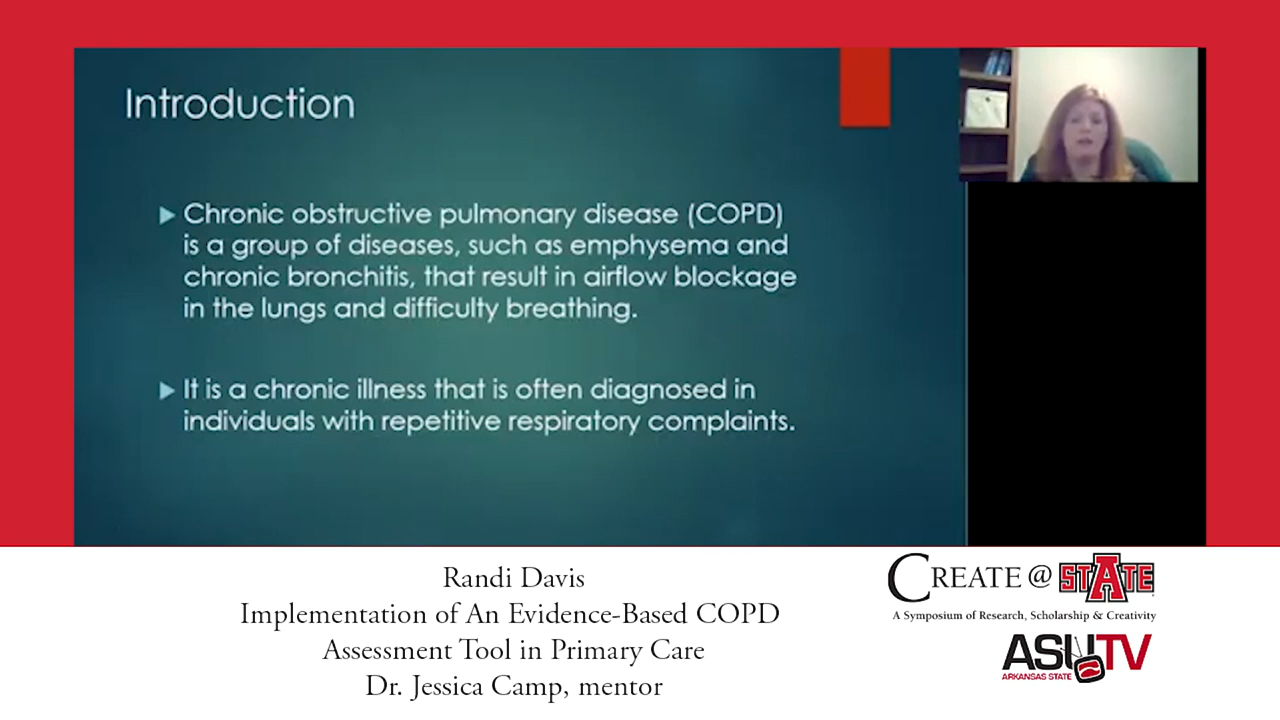 Introduction
Chronic obstructive pulmonary disease (COPD)
is a group of diseases, such as emphysema and
chronic bronchitis, that result in airflow blockage
in the lungs and difficulty breathing.
It is a chronic illness that is often diagnosed in
individuals with repetitive respiratory complaints.
Randi Davis
Implementation of An Evidence-Based COPD
Assessment Tool in Primary Care
Dr. Jessica Camp, mentor
CREATE @ STATE
A Symposium of Research, Scholarship & Creativity
ASU TV
ARKANSAS STATE